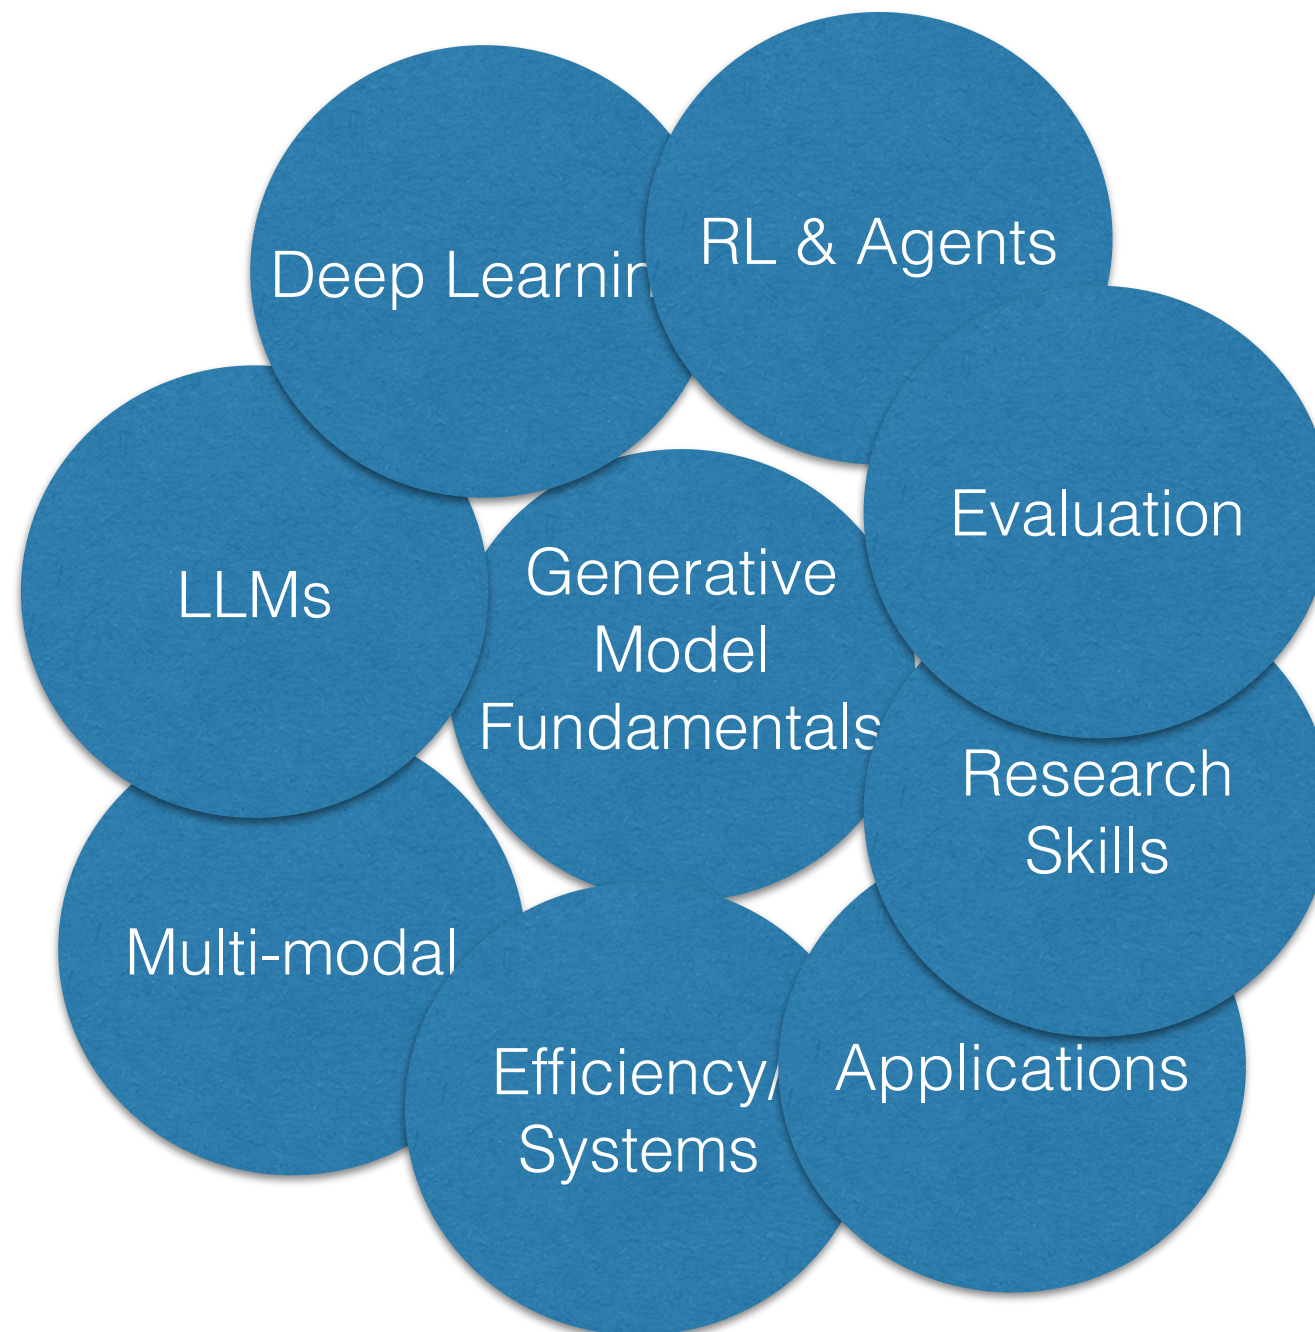 RL & Agents
Deep Learnin
Evaluation
Generative
Model
Fundamentals
LLMs
Research
Skills
Multi-modal
Efficiency/
Systems
Applications